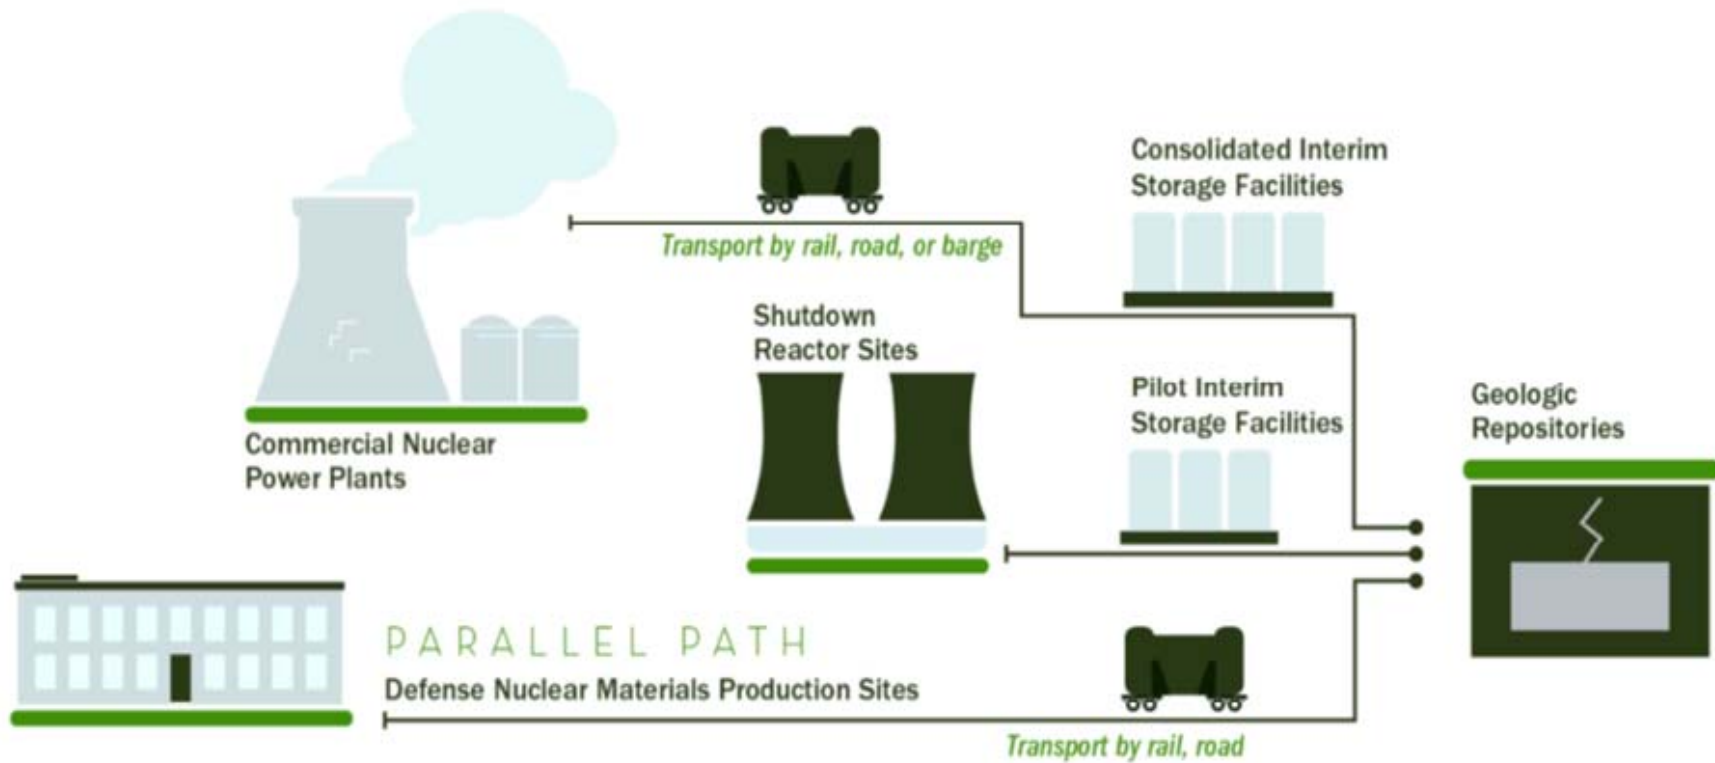 Consolidated Interim
Storage Facilities
Transport by rail, road, or barge
Shutdown
Reactor Sites
Pilot Interim
Storage Facilities
Geologic
Repositories
Commercial Nuclear
Power Plants
PARALLEL PATH
Defense Nuclear Materials Production Sites
Transport by rail, road